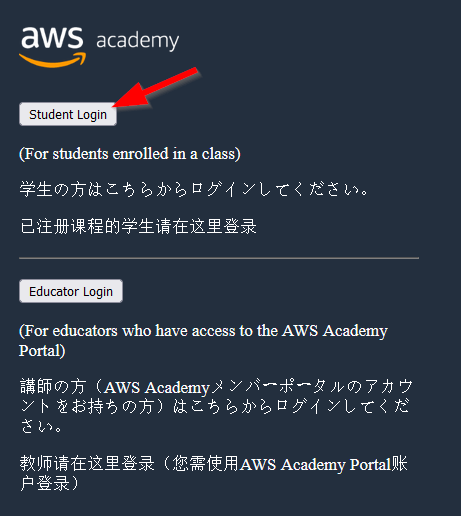 aws academy
Student Login
(For students enrolled in a class)
学生の方はこちらからログインしてください。
已注册课程的学生请在这里登录
Educator Login
(For educators who have access to the AWS Academy
Portal)
講師の方（AWS Academyメンバーポータルのアカウ
ントをお持ちの方）はこちらからログインしてくだ
さい。
教师请在这里登录（您需使用AWS Academy Portal账
户登录）